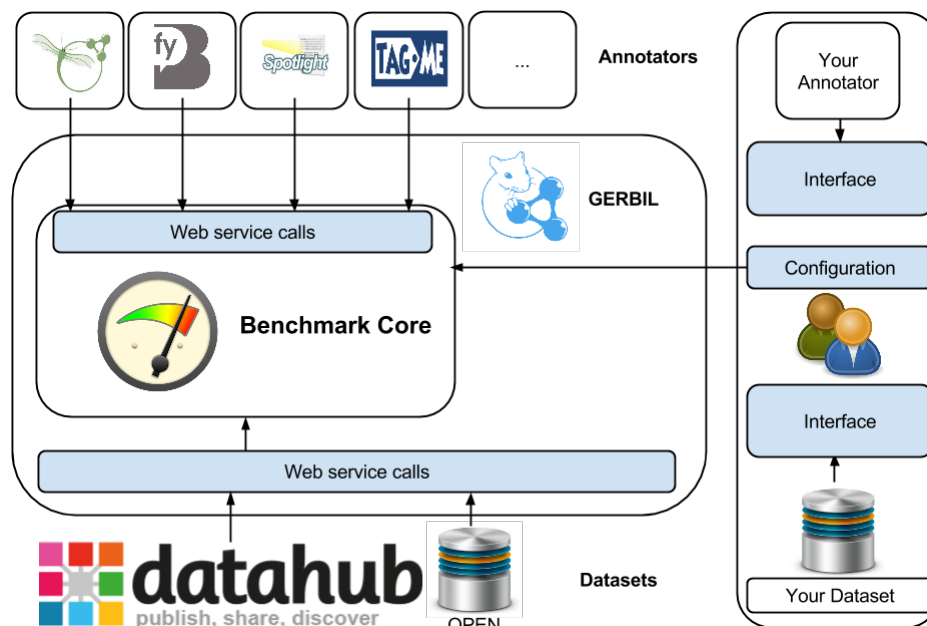 fy
B
Spotlight
TAG ME
...
Annotators
Your
Annotator
Interface
GERBIL
Web service calls
Configuration
Benchmark Core
Interface
Web service calls
datahub
publish, share, discover
OPEN
Datasets
Your Dataset